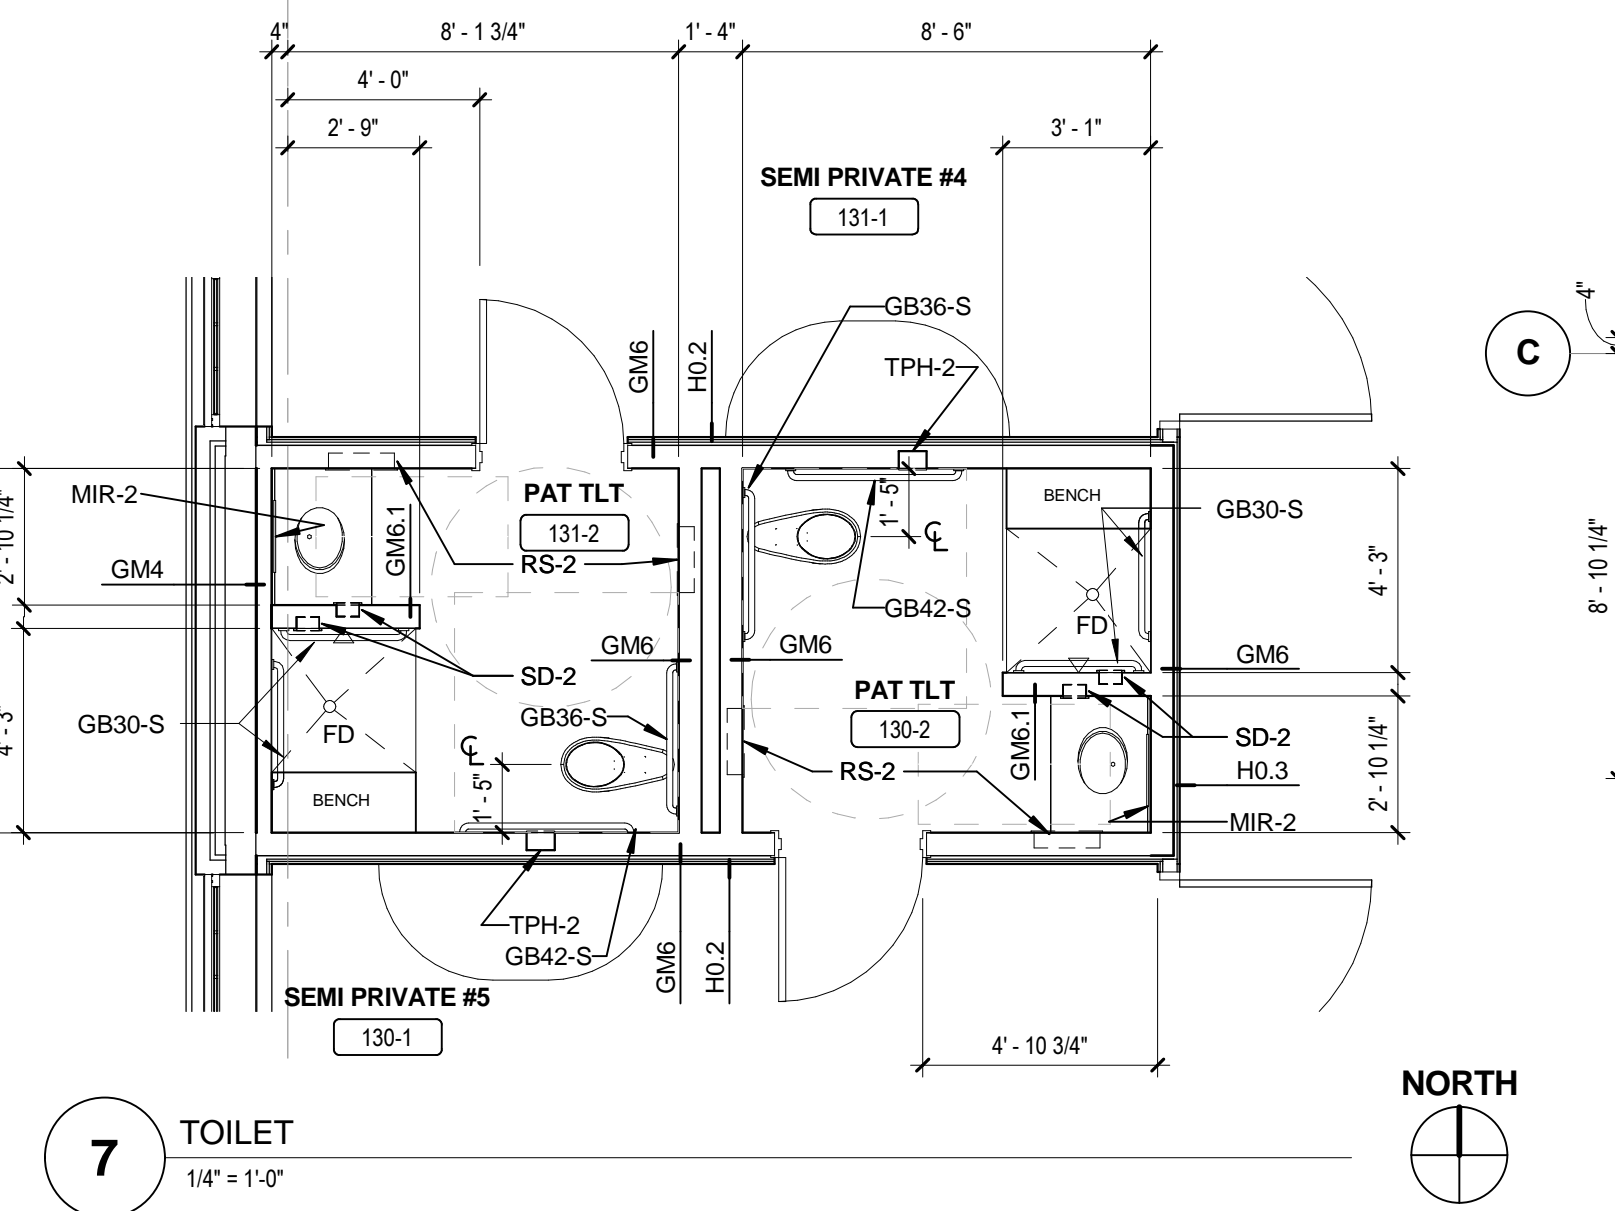 4"
8' - 1 3/4"
1' - 4"
8' - 6"
4' - 0"
2' - 9"
3' - 1"
SEMI PRIVATE #4
131-1
4"
C
GB36-S
GM6
H0.2
TPH-2
MIR-2
PAT TLT
131-2
1' - 5"
CL
BENCH
GB30-S
2' - 10 1/4"
GM4
GM6.1
RS-2
4' - 3"
8' - 10 1/4"
GB42-S
FD
GM6
GM6
GM6
SD-2
PAT TLT
130-2
GB30-S
FD
GB36-S
4' - 3"
CL
GM6.1
SD-2
RS-2
H0.3
1' - 5"
2' - 10 1/4"
BENCH
MIR-2
TPH-2
GB42-S
GM6
H0.2
SEMI PRIVATE #5
130-1
4' - 10 3/4"
NORTH
7
TOILET
1/4" = 1'-0"